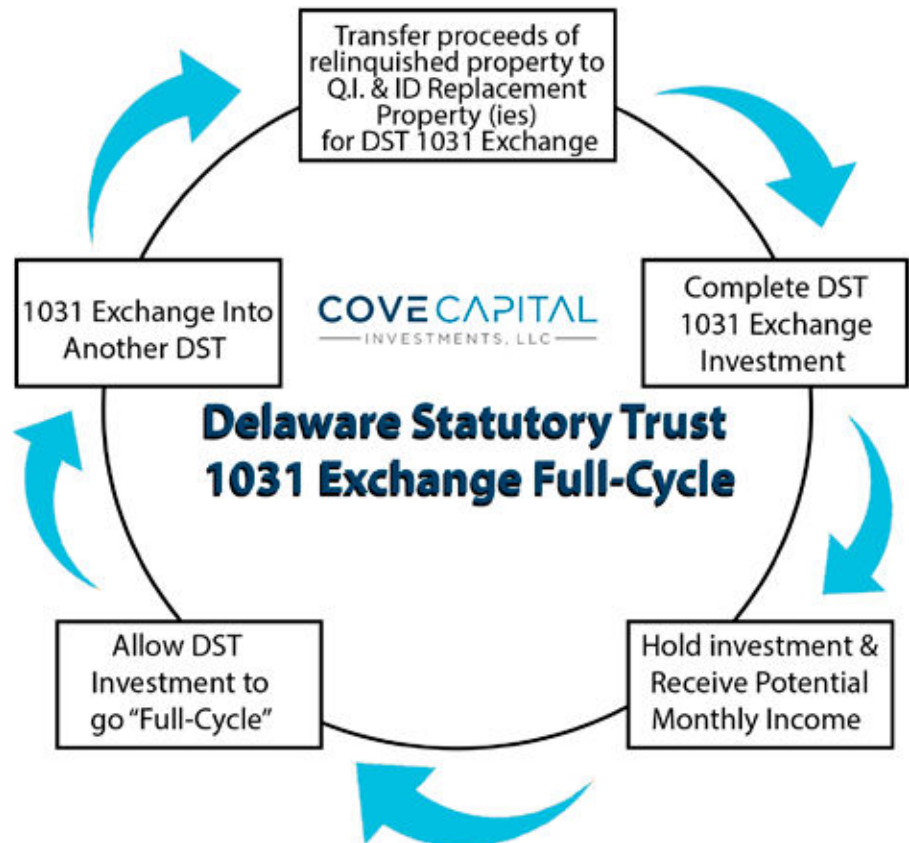 Transfer proceeds of
relinquished property to
Q.I. & ID Replacement
Property (ies)
for DST 1031 Exchange
1031 Exchange Into
Another DST
COVE CAPITAL
INVESTMENTS, LLC
Complete DST
1031 Exchange
Investment
Delaware Statutory Trust
1031 Exchange Full-Cycle
Allow DST
Investment to
go “Full-Cycle”
Hold investment &
Receive Potential
Monthly Income